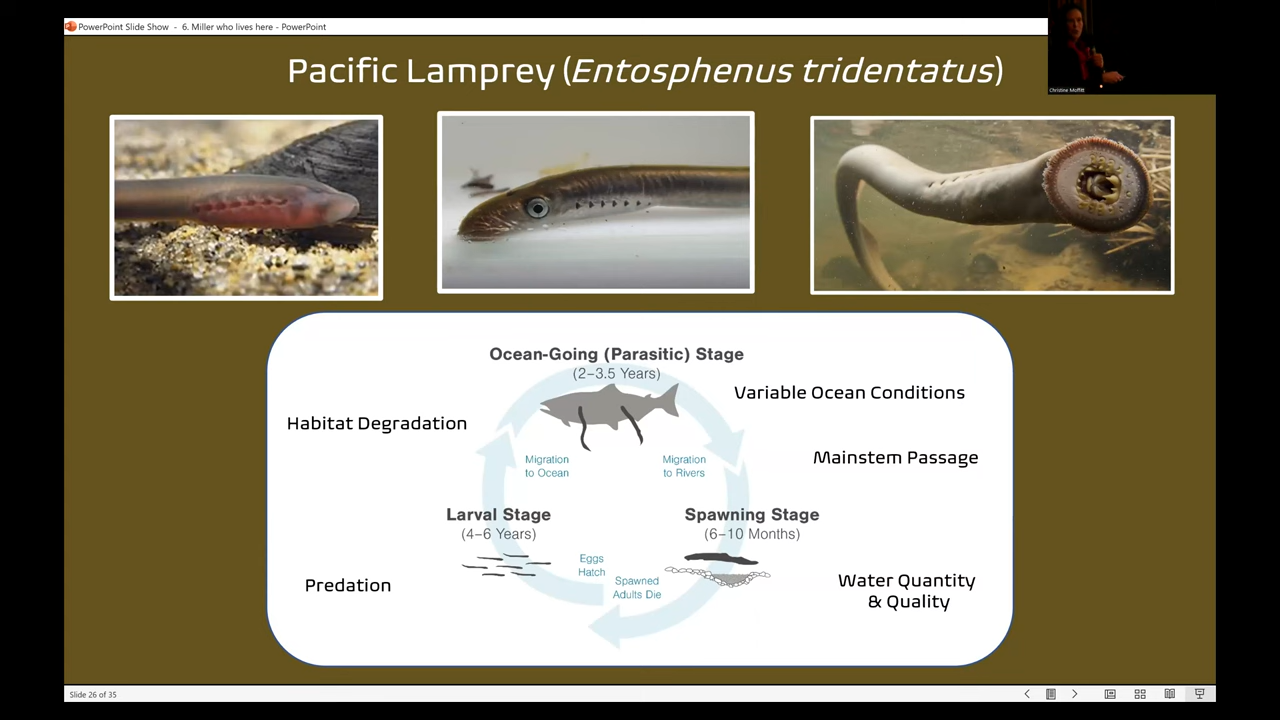 PowerPoint Slide Show - 6. Miller who lives here - PowerPoint
Pacific Lamprey (Entosphenus tridentatus)
Christine Moffitt
Ocean-Going (Parasitic) Stage
(2–3.5 Years)
Variable Ocean Conditions
Habitat Degradation
Mainstem Passage
Migration
to Ocean
Migration
to Rivers
Larval Stage
(4–6 Years)
Spawning Stage
(6–10 Months)
Eggs
Hatch
Spawned
Adults Die
Predation
Water Quantity
& Quality
Slide 26 of 35